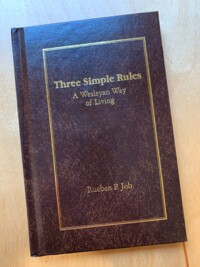 Three Simple Rules
A Wesleyan Way
of Living
Rueben P. Job